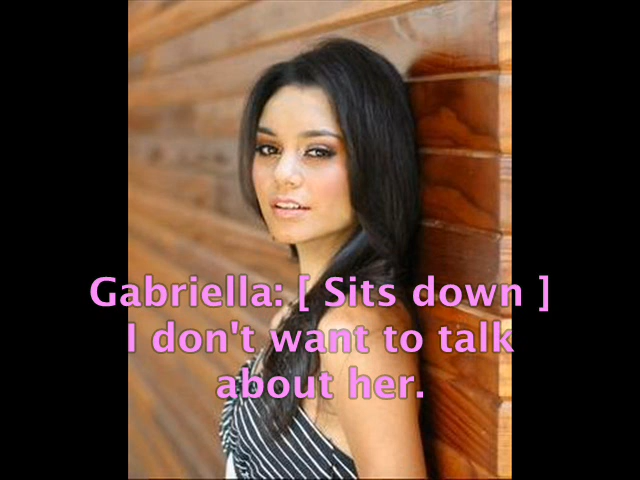 Gabriella: [ Sits down ]
I don't want to talk
about her.